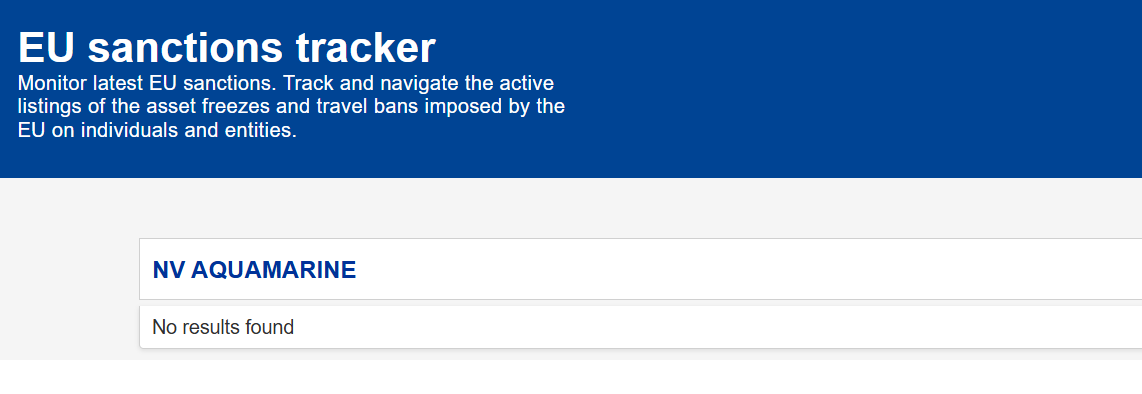 EU sanctions tracker
Monitor latest EU sanctions. Track and navigate the active
listings of the asset freezes and travel bans imposed by the
EU on individuals and entities.
NV AQUAMARINE
No results found